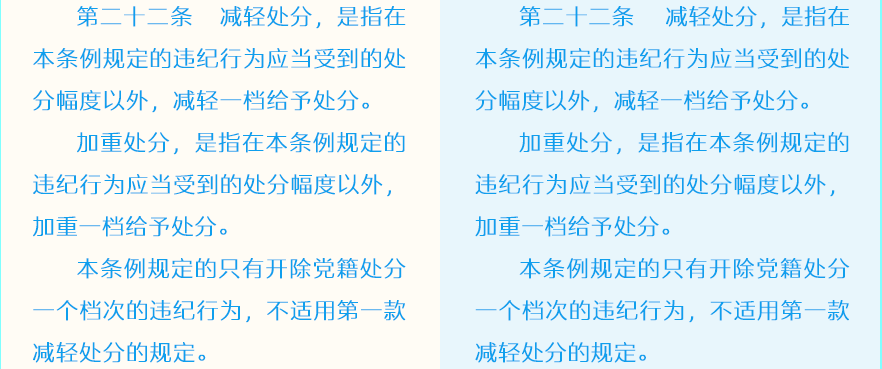 第二十二条　减轻处分，是指在
本条例规定的违纪行为应当受到的处
分幅度以外，减轻一档给予处分。
加重处分，是指在本条例规定的
违纪行为应当受到的处分幅度以外，
加重一档给予处分。
本条例规定的只有开除党籍处分
一个档次的违纪行为，不适用第一款
减轻处分的规定。
第二十二条　减轻处分，是指在
本条例规定的违纪行为应当受到的处
分幅度以外，减轻一档给予处分。
加重处分，是指在本条例规定的
违纪行为应当受到的处分幅度以外，
加重一档给予处分。
本条例规定的只有开除党籍处分
一个档次的违纪行为，不适用第一款
减轻处分的规定。